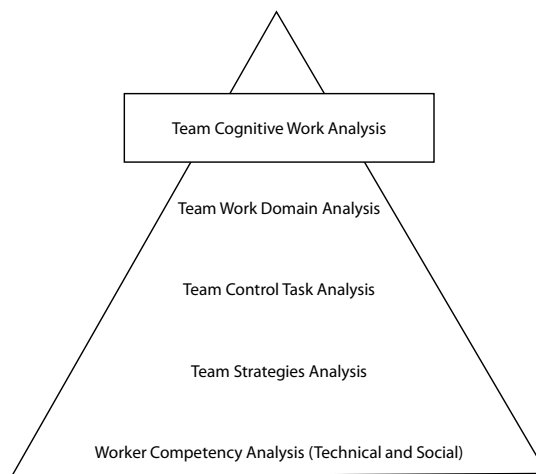 Team Cognitive Work Analysis
Team Work Domain Analysis
Team Control Task Analysis
Team Strategies Analysis
Worker Competency Analysis (Technical and Social)